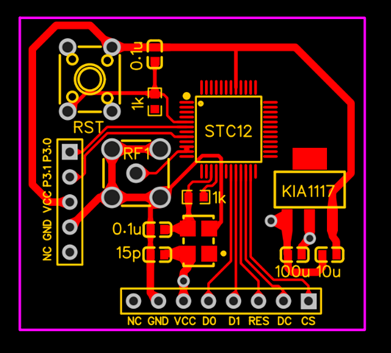 0.1u
1k
RST
STC12
RF1
NC GND VCC P3.1 P3.0
KIA1117
1k
0.1u
15p
100u 10u
NC GND VCC D0 D1 RES DC CS